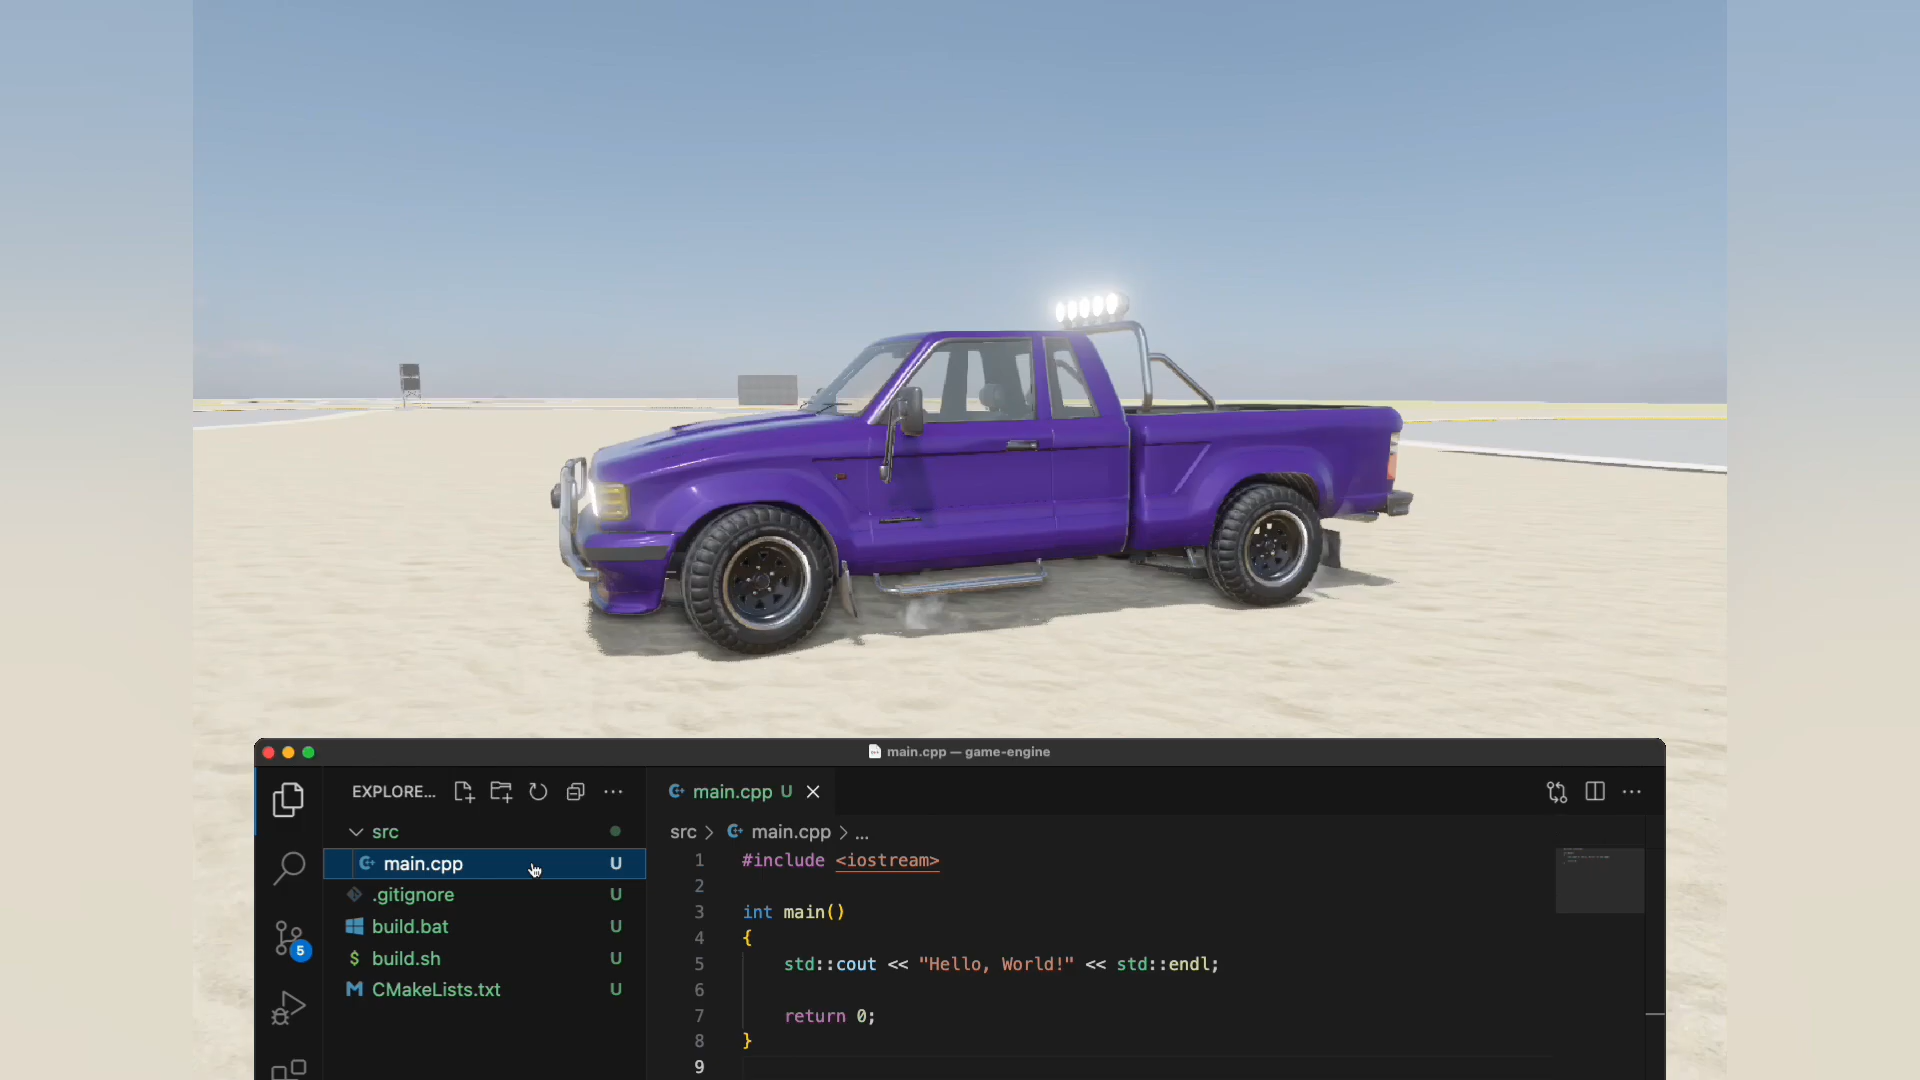 main.cpp — game-engine
EXPLORE...
main.cpp U
src
src > main.cpp > ...
main.cpp U
.gitignore U
build.bat U
$ build.sh U
M CMakeLists.txt U
5
1 #include <iostream>
2
3 int main()
4 {
5 std::cout << "Hello, World!" << std::endl;
6
7 return 0;
8 }
9